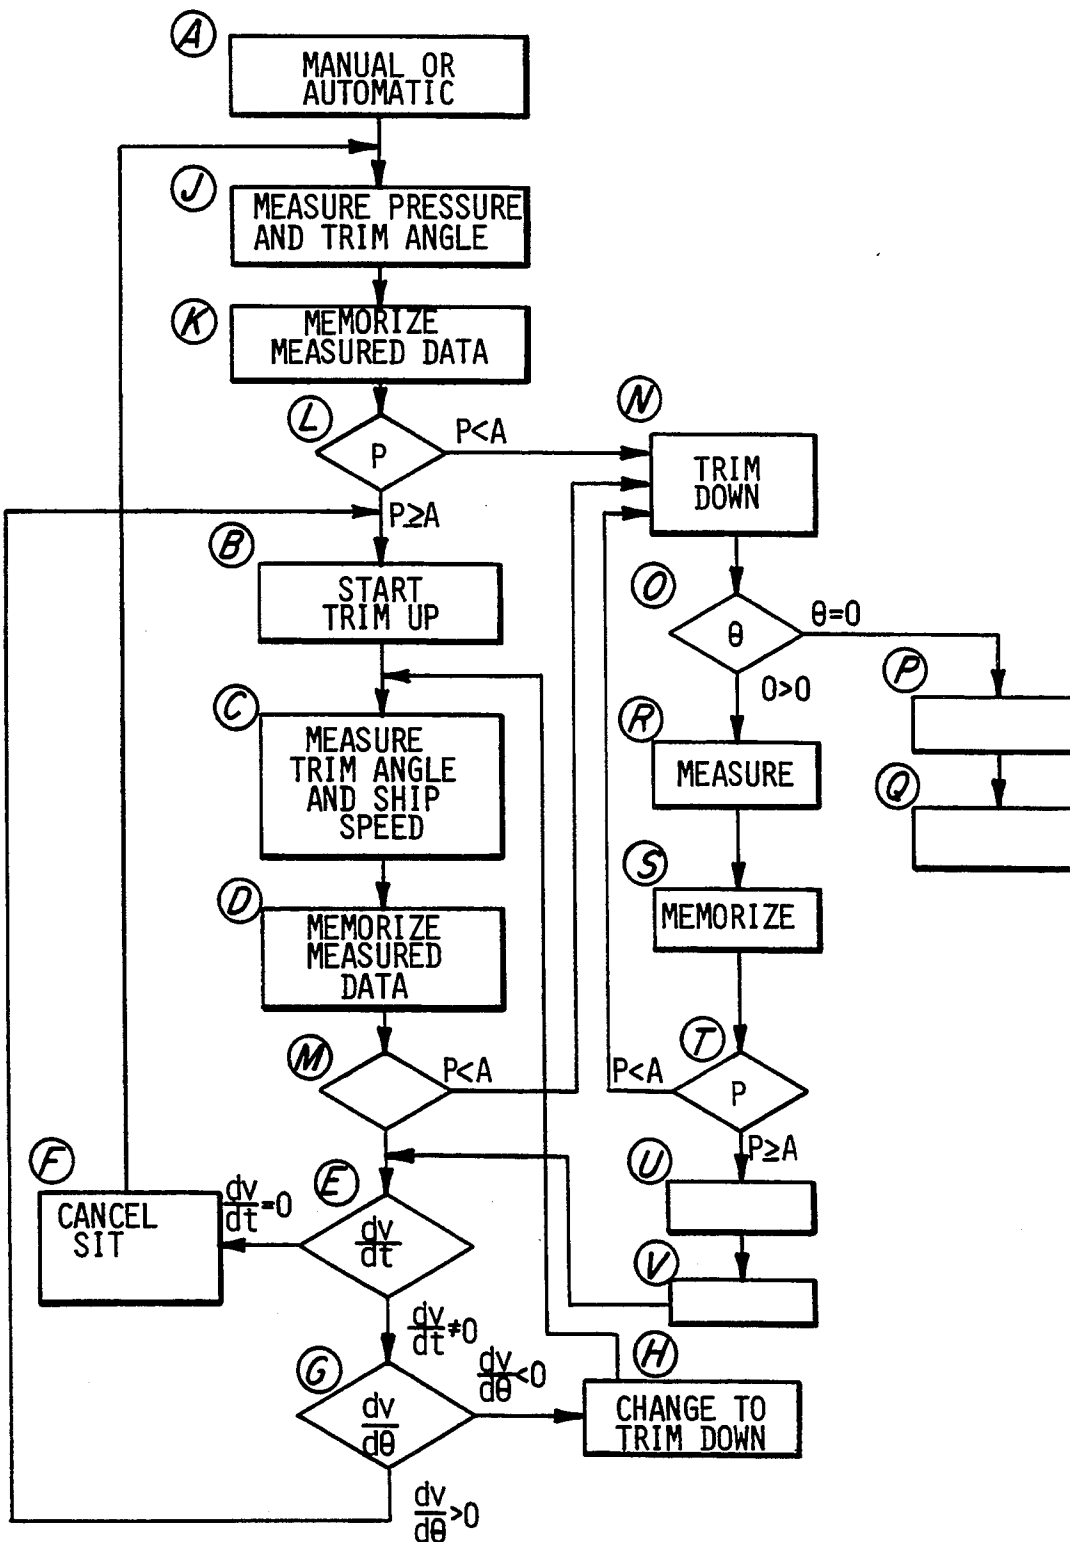 A
MANUAL OR
AUTOMATIC
J
MEASURE PRESSURE
AND TRIM ANGLE
K
MEMORIZE
MEASURED DATA
L
P
P<A
P≥A
N
TRIM
DOWN
B
START
TRIM UP
O
θ
θ=0
0>0
P
Q
C
MEASURE
TRIM ANGLE
AND SHIP
SPEED
R
MEASURE
D
MEMORIZE
MEASURED
DATA
S
MEMORIZE
M
P<A
T
P
P<A
P≥A
U
V
F
CANCEL
SIT
dv/dt=0
E
dv/dt
dv/dt≠0
G
dv/dθ
dv/dθ<0
H
CHANGE TO
TRIM DOWN
dv/dθ>0